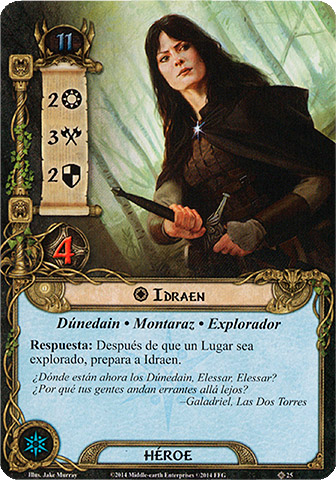 11
2
3
2
4
IDRAEN
Dúnedain • Montaraz • Explorador
Respuesta: Después de que un Lugar sea
explorado, prepara a Idraen.
¿Dónde están ahora los Dúnedain, Elessar, Elessar?
¿Por qué tus gentes andan errantes allá lejos?
–Galadriel, Las Dos Torres
HÉROE
Illus. Jake Murray
©2014 Middle-earth Enterprises • 2014 FFG
25